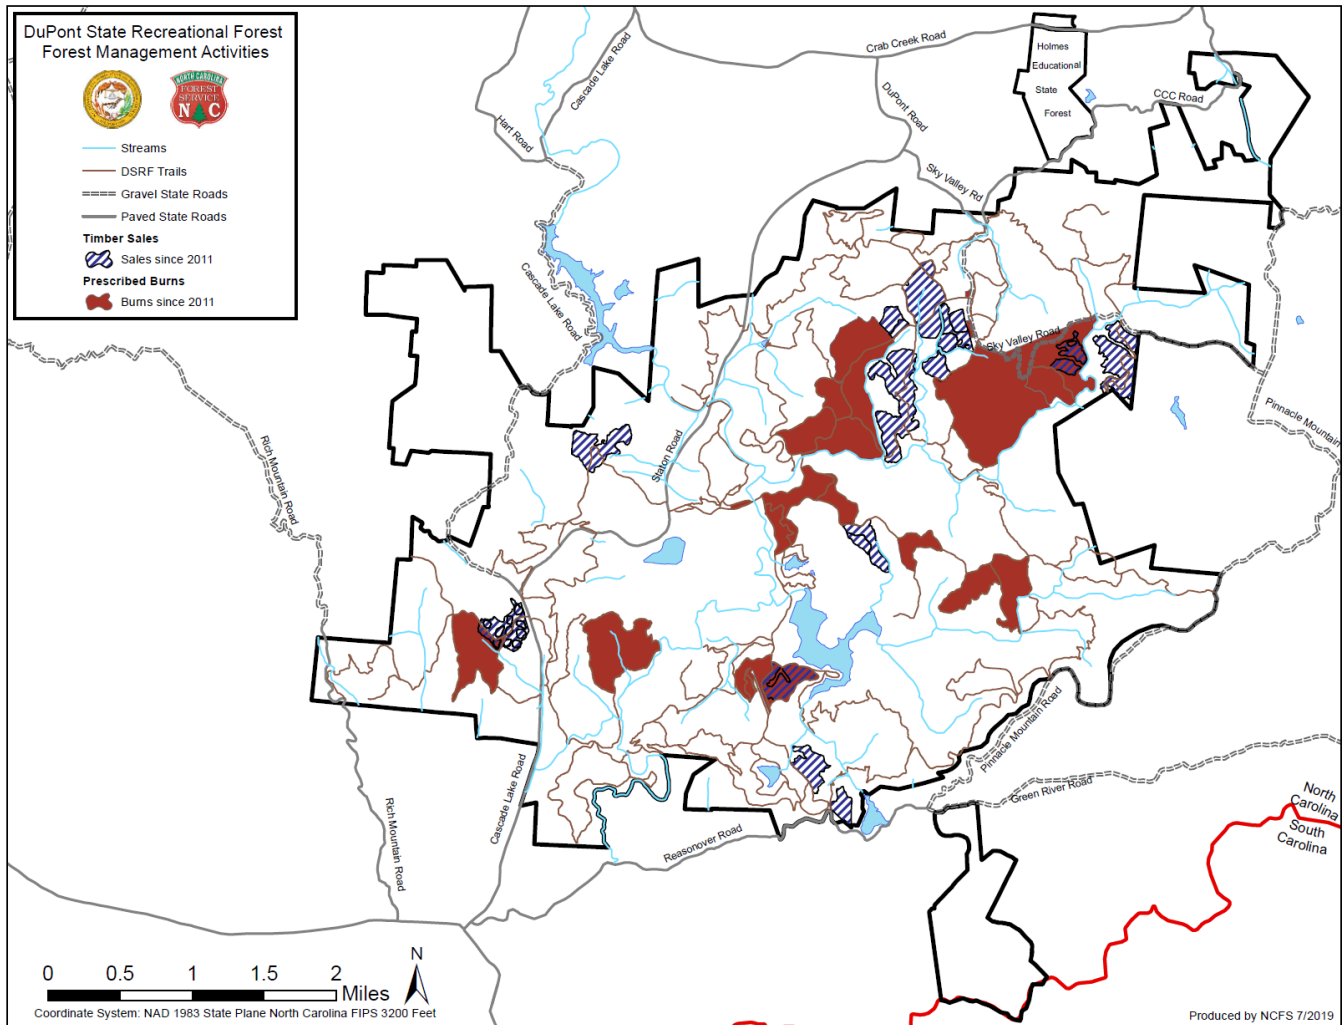 DuPont State Recreational Forest
Forest Management Activities
NORTH CAROLINA
FOREST
SERVICE
N C
Streams
DSRF Trails
Gravel State Roads
Paved State Roads
Timber Sales
Sales since 2011
Prescribed Burns
Burns since 2011
Cascade Lake Road
Hart Road
Crab Creek Road
DuPont Road
Holmes
Educational
State
Forest
CCC Road
Sky Valley Rd
Cascade Lake Road
Sky Valley Road
Pinnacle Mountain
Rich Mountain Road
Staton Road
Pinnacle Mountain Road
Green River Road
North
Carolina
South
Carolina
Cascade Lake Road
Rich Mountain Road
Reasonover Road
N
0 0.5 1 1.5 2
Miles
Coordinate System: NAD 1983 State Plane North Carolina FIPS 3200 Feet
Produced by NCFS 7/2019